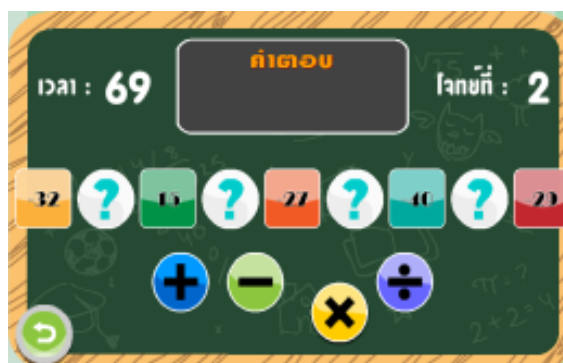 คำตอบ
เวลา : 69
โจทย์ที่ : 2
32 ? 15 ? 27 ? 40 ? 29
+ − × ÷